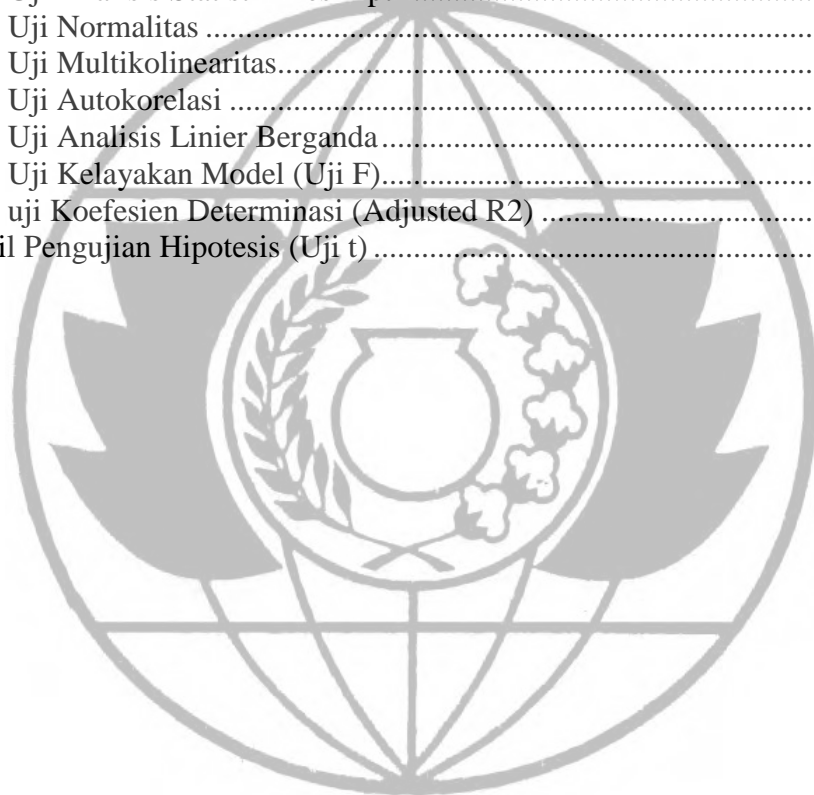 Uji Normalitas ..........................................................................................................
Uji Multikolinearitas..............................................................................................
Uji Autokorelasi ......................................................................................................
Uji Analisis Linier Berganda.............................................................................
Uji Kelayakan Model (Uji F).............................................................................
uji Koefesien Determinasi (Adjusted R2) ................................................
il Pengujian Hipotesis (Uji t) .............................................................................